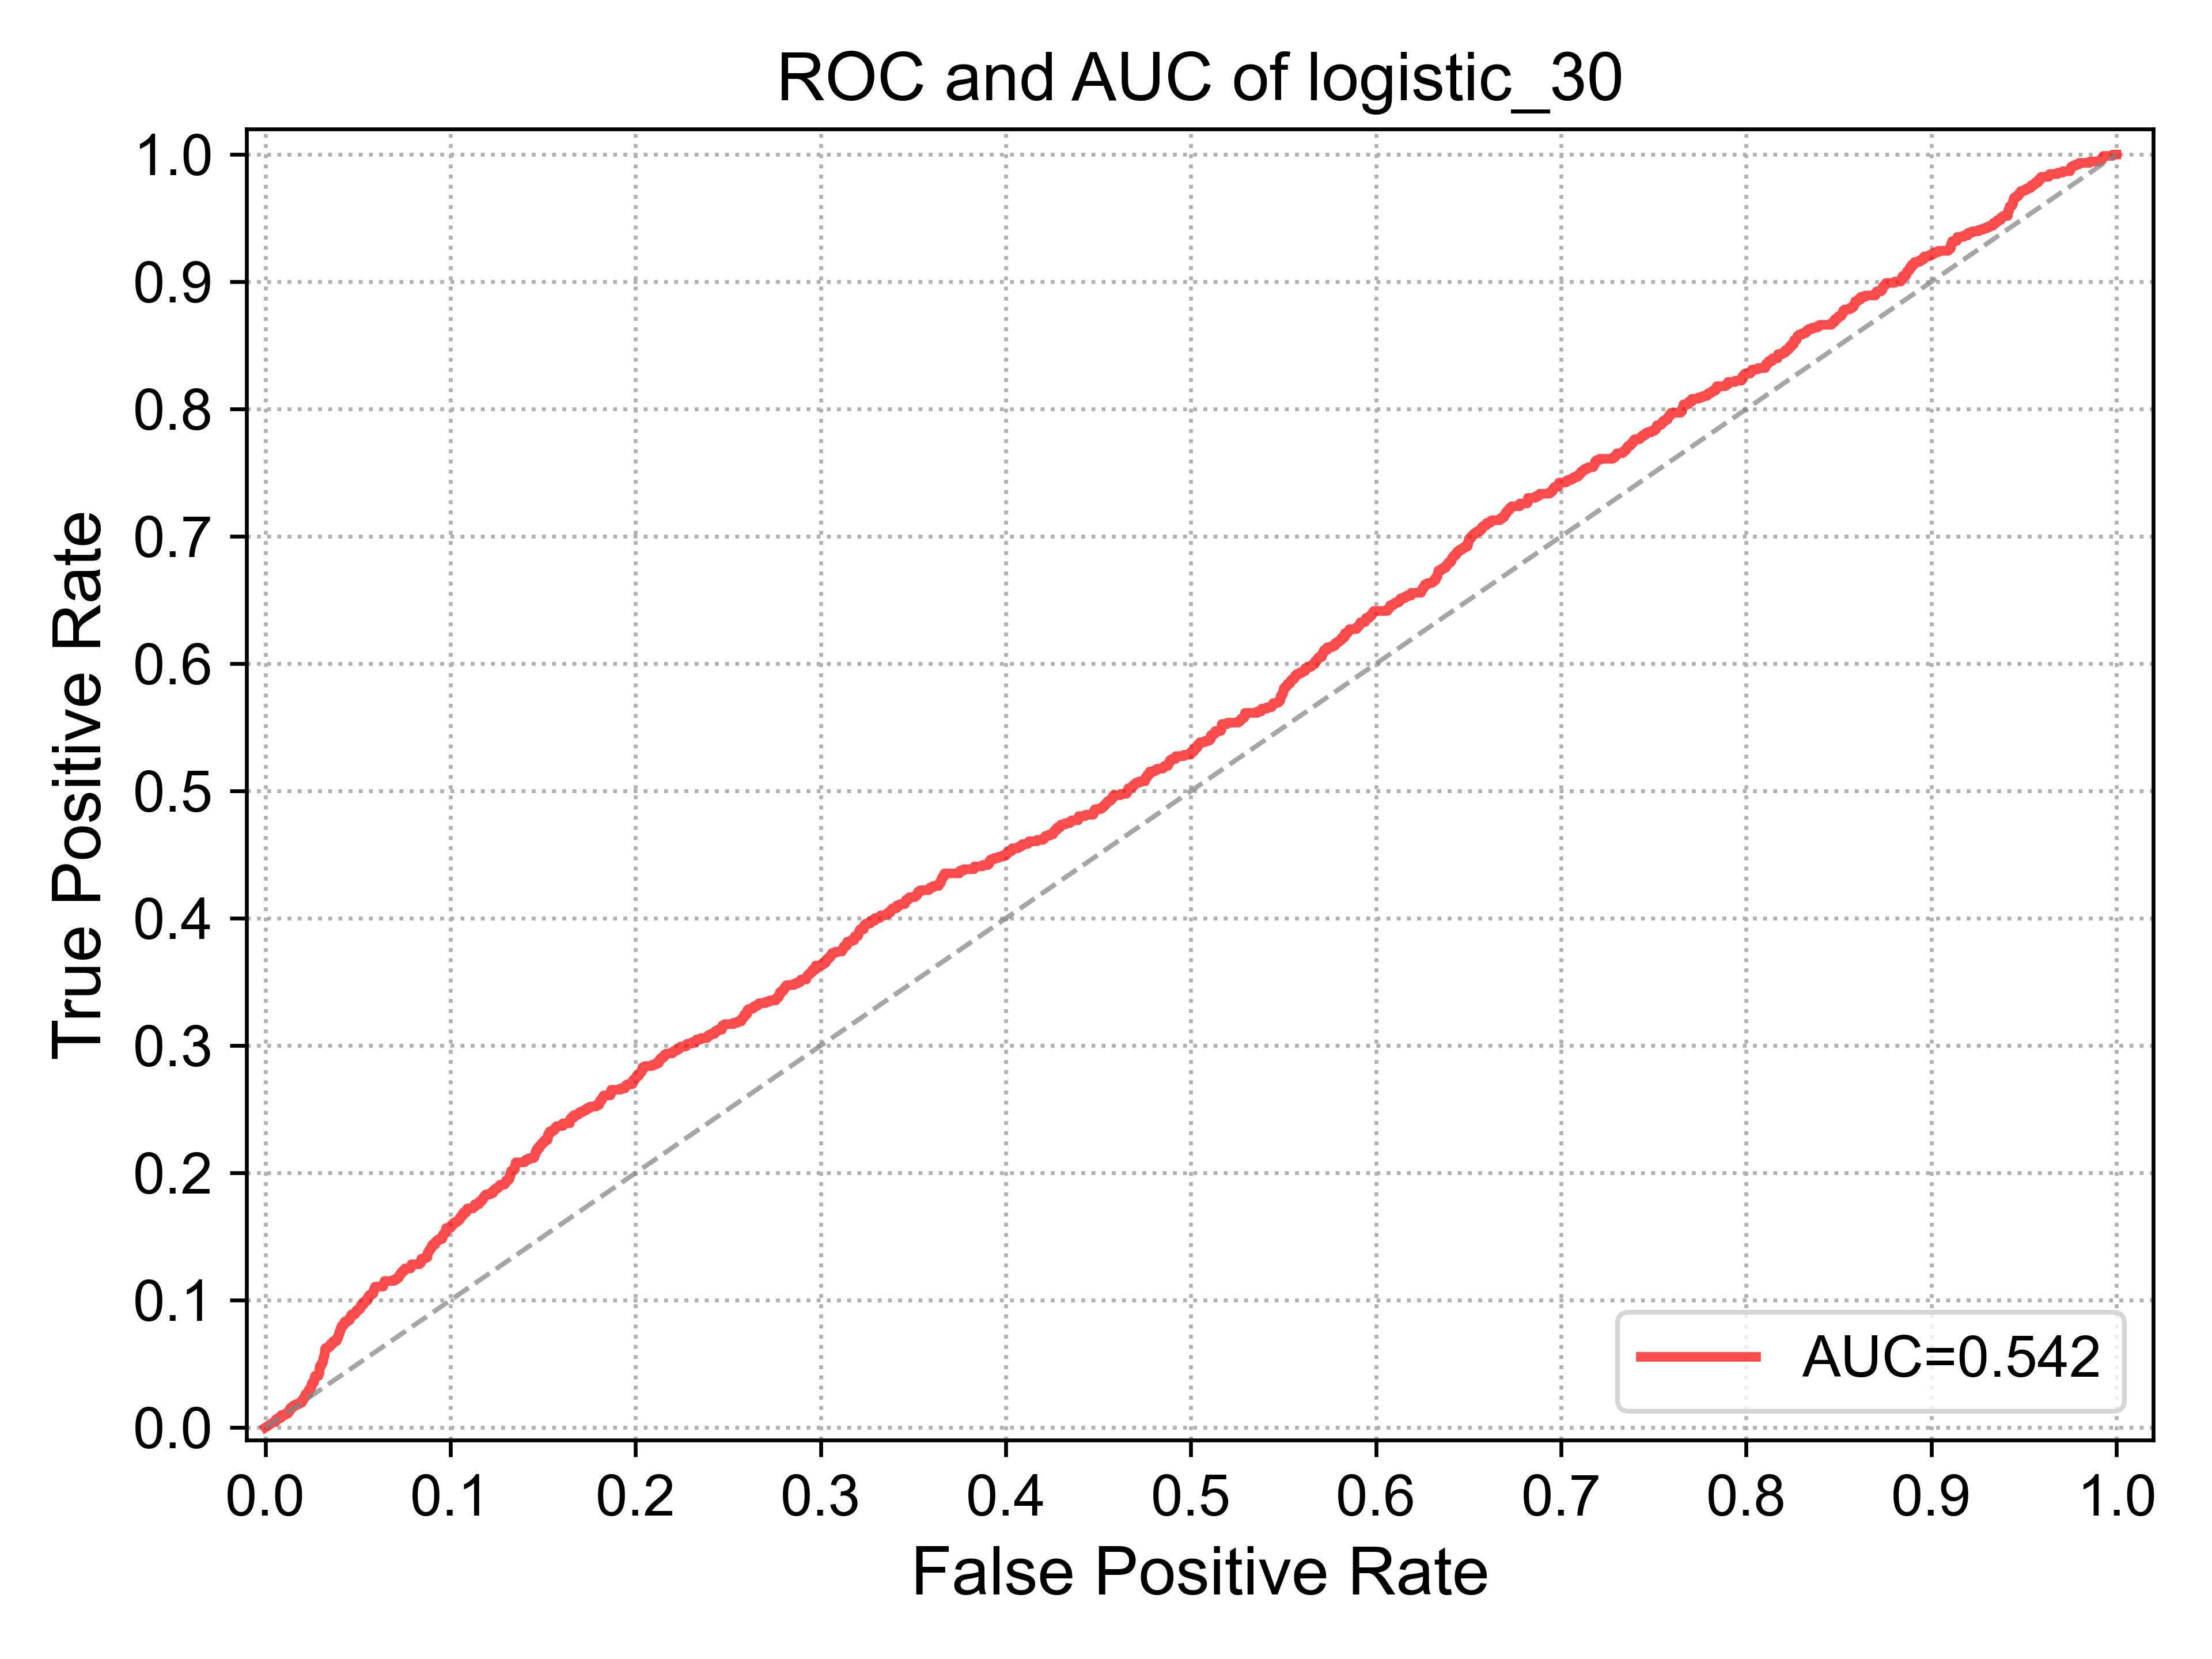 ROC and AUC of logistic_30
1.0
0.9
0.8
0.7
0.6
0.5
0.4
0.3
0.2
0.1
0.0
True Positive Rate
AUC=0.542
0.0 0.1 0.2 0.3 0.4 0.5 0.6 0.7 0.8 0.9 1.0
False Positive Rate